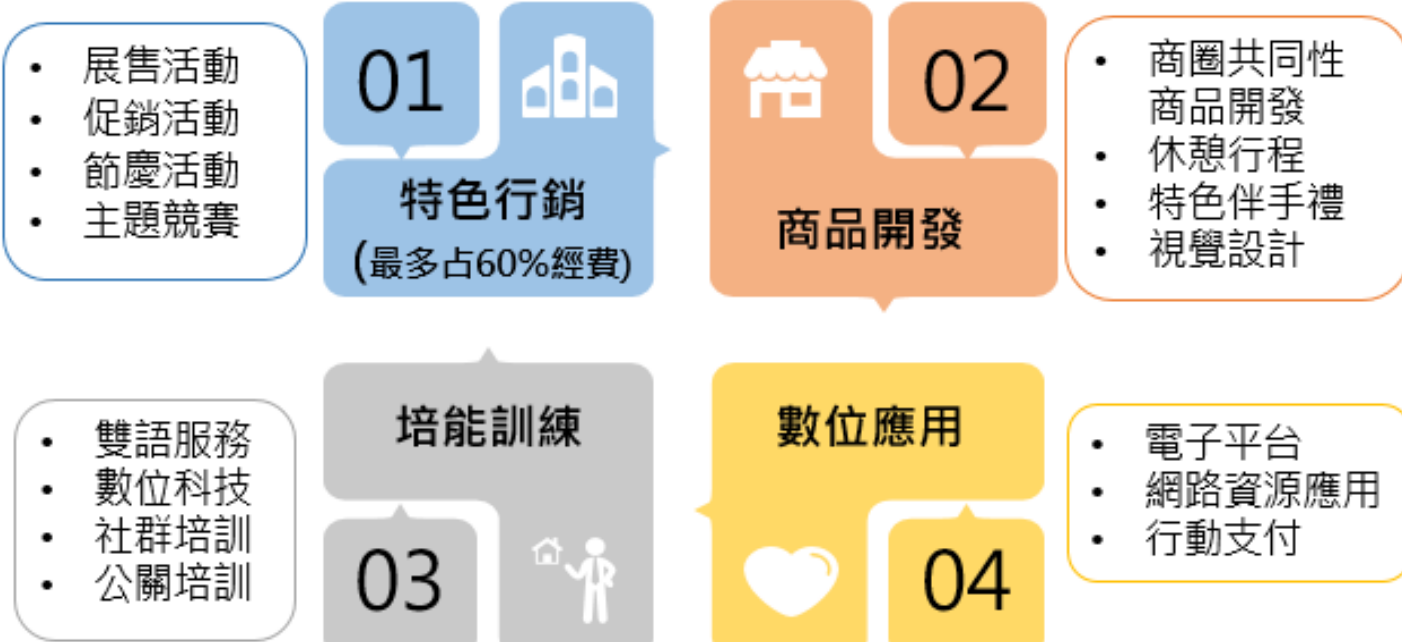 • 展售活動
• 促銷活動
• 節慶活動
• 主題競賽
01
特色行銷
(最多占60%經費)
02
商品開發
• 商圈共同性
商品開發
• 休憩行程
• 特色伴手禮
• 視覺設計
• 雙語服務
• 數位科技
• 社群培訓
• 公關培訓
培能訓練
03
數位應用
04
• 電子平台
• 網路資源應用
• 行動支付